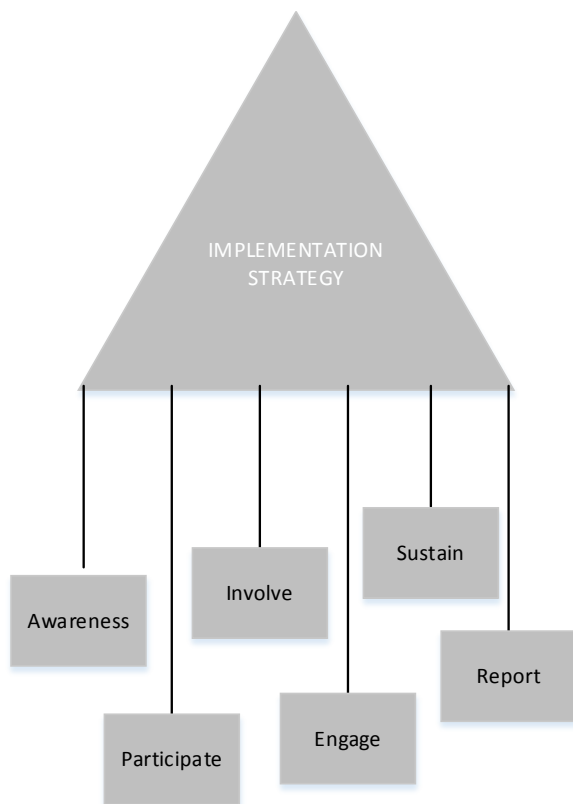 IMPLEMENTATION
STRATEGY
Awareness
Participate
Involve
Engage
Sustain
Report